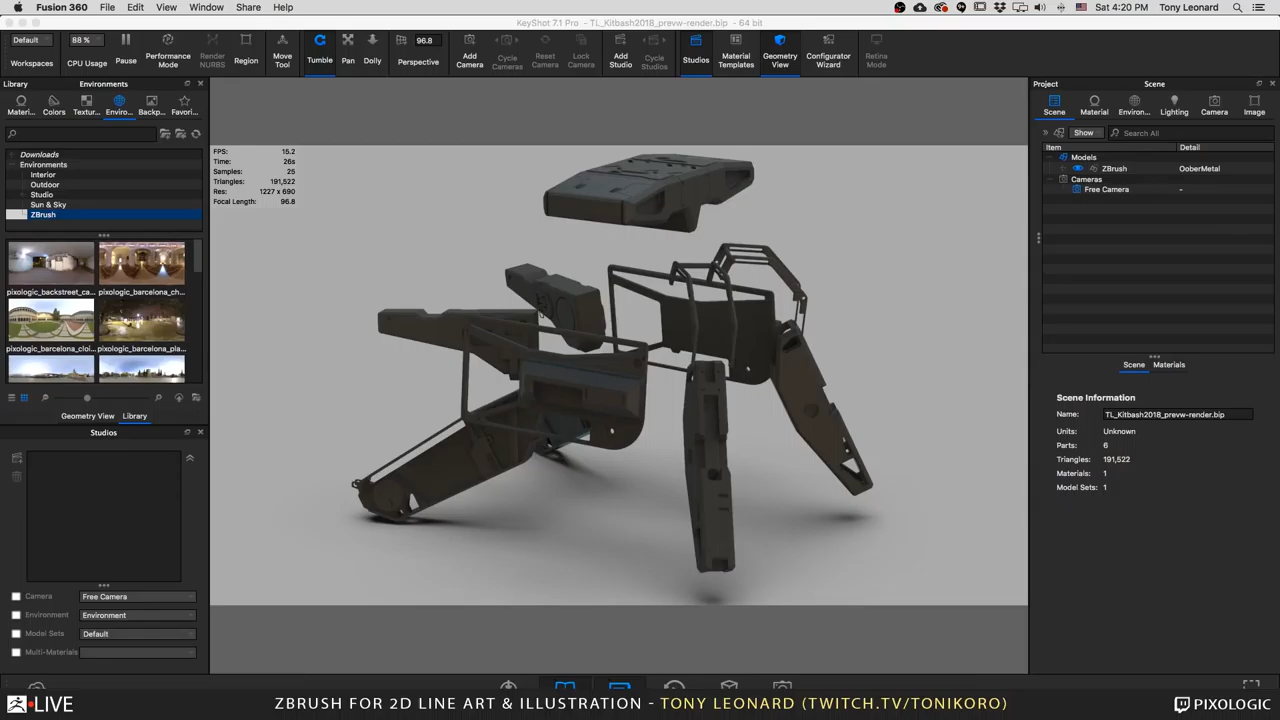 Fusion 360 File Edit View Window Share Help Sat 4:20 PM Tony Leonard
KeyShot 7.1 Pro - TL_Kitbash2018_prevw-render.bip - 64 bit
Default 88 % 96.8
Workspaces CPU Usage Pause Performance Mode Render NURBS Region Move Tool Tumble Pan Dolly Perspective Add Camera Cycle Cameras Reset Camera Lock Camera Add Studio Cycle Studios Studios Material Templates Geometry View Configurator Wizard Retina Mode
Library Environments
Materi... Colors Textur... Enviro... Backp... Favori...
Downloads
Environments
Interior
Outdoor
Studio
Sun & Sky
ZBrush
pixologic_backstreet_ca... pixologic_barcelona_ch...
pixologic_barcelona_cloi... pixologic_barcelona_pla...
Geometry View Library
Studios
Camera Free Camera
Environment Environment
Model Sets Default
Multi-Materials
FPS: 15.2
Time: 26s
Samples: 25
Triangles: 191,522
Res: 1227 x 690
Focal Length: 96.8
Project Scene
Scene Material Environ... Lighting Camera Image
Show Search All
Item Detail
Models
ZBrush OoberMetal
Cameras
Free Camera -
Scene Materials
Scene Information
Name: TL_Kitbash2018_prevw-render.bip
Units: Unknown
Parts: 6
Triangles: 191,522
Materials: 1
Model Sets: 1
LIVE ZBRUSH FOR 2D LINE ART & ILLUSTRATION - TONY LEONARD (TWITCH.TV/TONIKORO) PIXOLOGIC